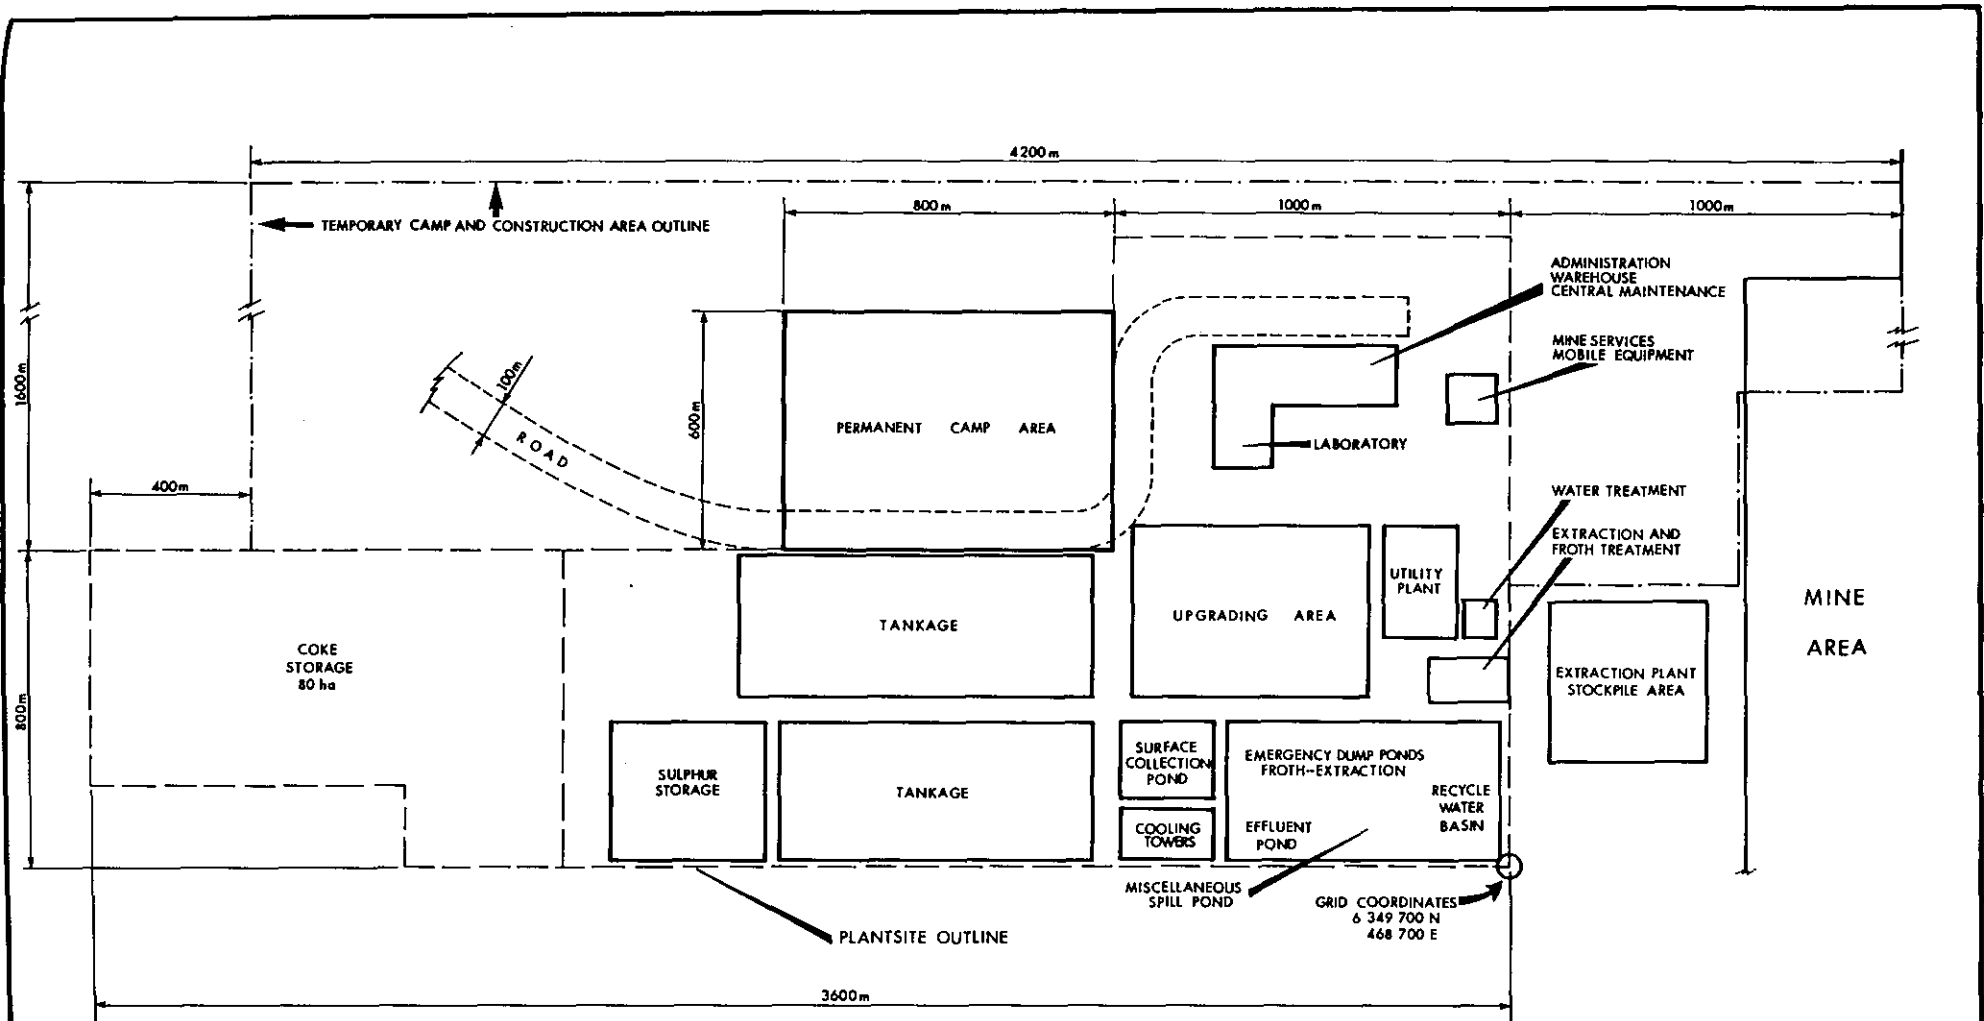 4200m
800m
1000m
1000m
TEMPORARY CAMP AND CONSTRUCTION AREA OUTLINE
ADMINISTRATION
WAREHOUSE
CENTRAL MAINTENANCE
MINE SERVICES
MOBILE EQUIPMENT
1600m
100m
ROAD
600m
PERMANENT CAMP AREA
LABORATORY
400m
WATER TREATMENT
EXTRACTION AND
FROTH TREATMENT
UTILITY
PLANT
MINE
AREA
TANKAGE
UPGRADING AREA
COKE
STORAGE
80 ha
EXTRACTION PLANT
STOCKPILE AREA
800m
SULPHUR
STORAGE
TANKAGE
SURFACE
COLLECTION
POND
EMERGENCY DUMP PONDS
FROTH-EXTRACTION
RECYCLE
WATER
BASIN
COOLING
TOWERS
EFFLUENT
POND
MISCELLANEOUS
SPILL POND
GRID COORDINATES
6 349 700 N
468 700 E
PLANTSITE OUTLINE
3600m